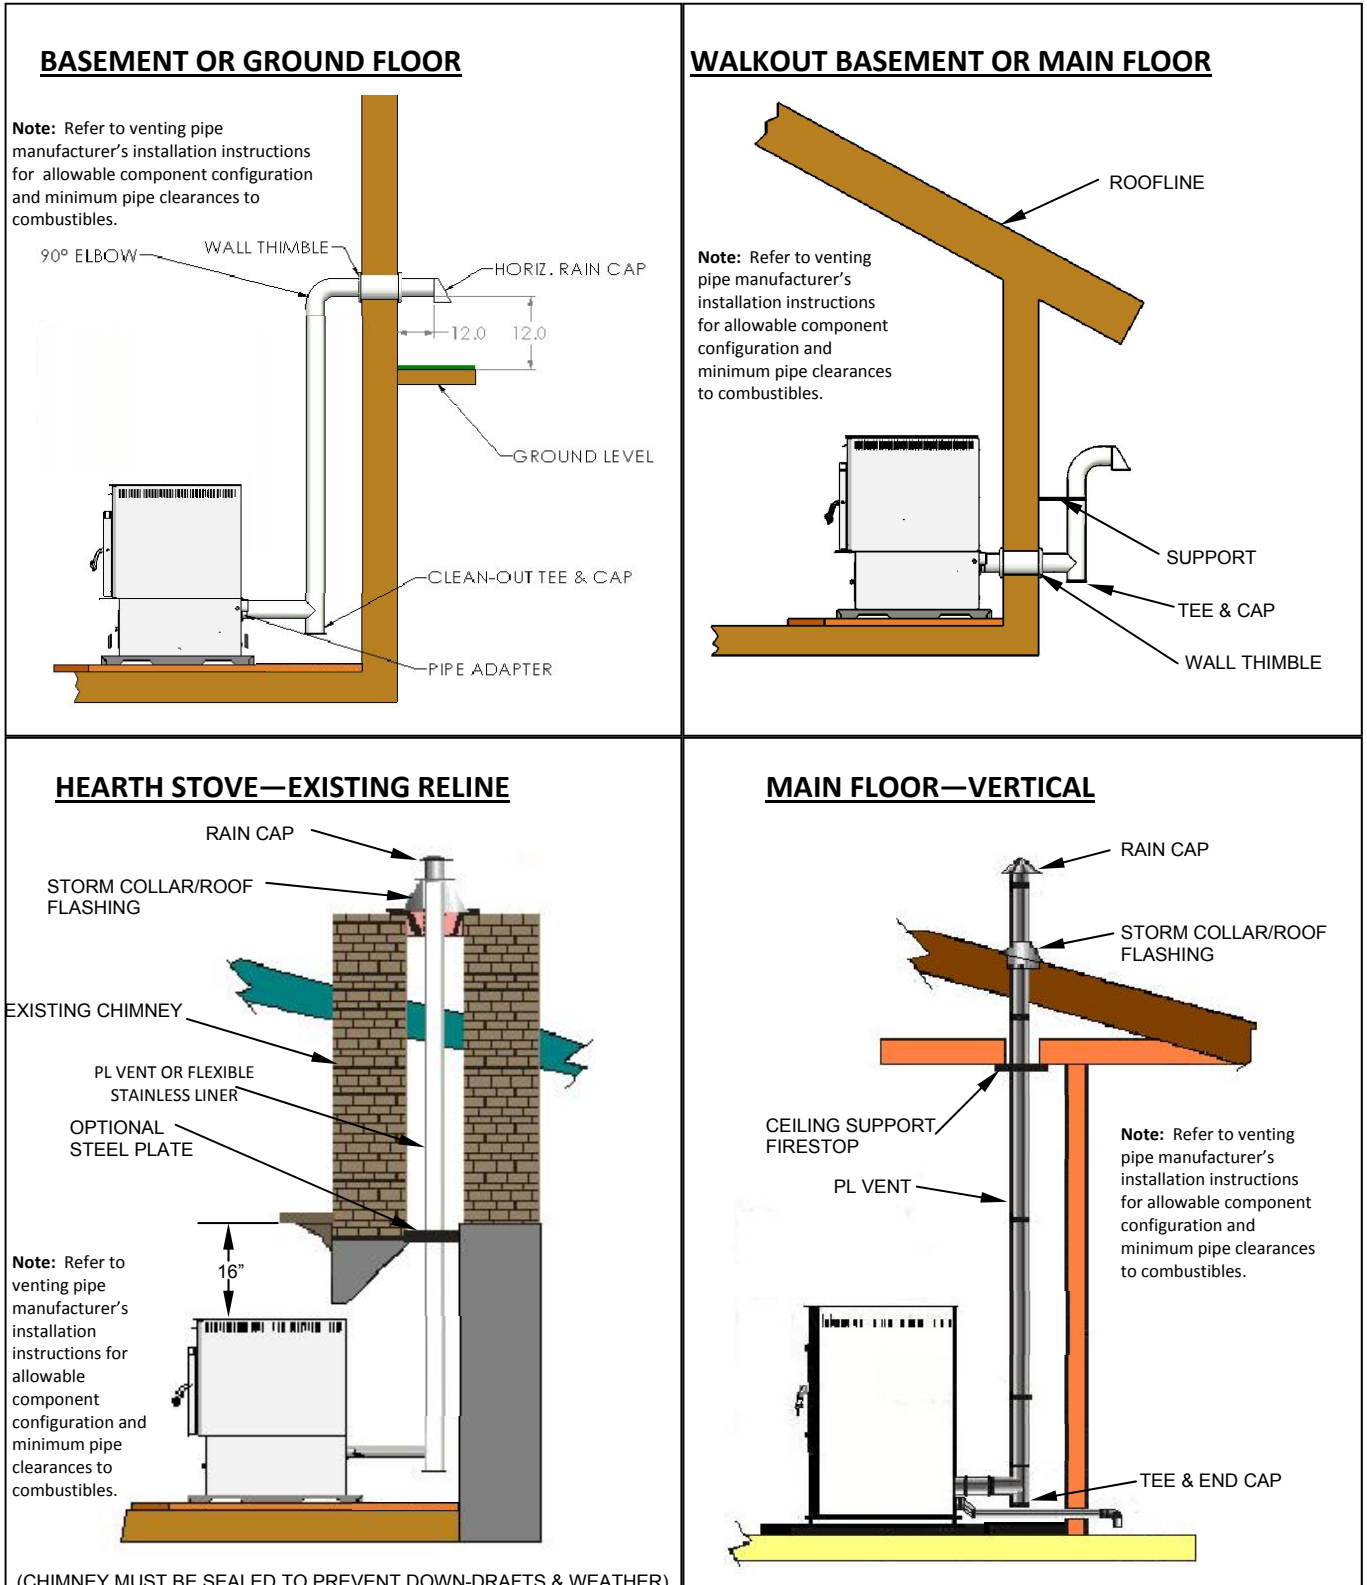 BASEMENT OR GROUND FLOOR
Note: Refer to venting pipe
manufacturer's installation instructions
for allowable component configuration
and minimum pipe clearances to
combustibles.
90° ELBOW
WALL THIMBLE
HORIZ. RAIN CAP
12.0
12.0
GROUND LEVEL
CLEAN-OUT TEE & CAP
PIPE ADAPTER
WALKOUT BASEMENT OR MAIN FLOOR
ROOFLINE
Note: Refer to venting
pipe manufacturer's
installation instructions
for allowable component
configuration and
minimum pipe clearances
to combustibles.
SUPPORT
TEE & CAP
WALL THIMBLE
HEARTH STOVE—EXISTING RELINE
RAIN CAP
STORM COLLAR/ROOF
FLASHING
EXISTING CHIMNEY
PL VENT OR FLEXIBLE
STAINLESS LINER
OPTIONAL
STEEL PLATE
16"
Note: Refer to
venting pipe
manufacturer's
installation
instructions for
allowable
component
configuration and
minimum pipe
clearances to
combustibles.
(CHIMNEY MUST BE SEALED TO PREVENT DOWN-DRAFTS & WEATHER)
MAIN FLOOR—VERTICAL
RAIN CAP
STORM COLLAR/ROOF
FLASHING
CEILING SUPPORT
FIRESTOP
PL VENT
Note: Refer to venting
pipe manufacturer's
installation instructions
for allowable component
configuration and
minimum pipe clearances
to combustibles.
TEE & END CAP